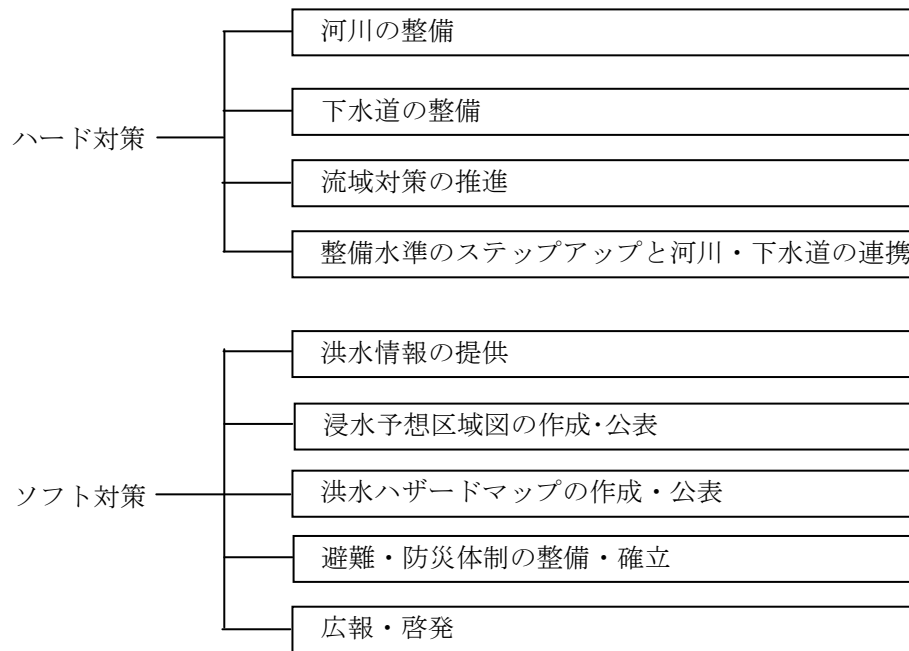 河川の整備
下水道の整備
ハード対策
流域対策の推進
整備水準のステップアップと河川・下水道の連携
洪水情報の提供
浸水予想区域図の作成･公表
ソフト対策
洪水ハザードマップの作成・公表
避難・防災体制の整備・確立
広報・啓発